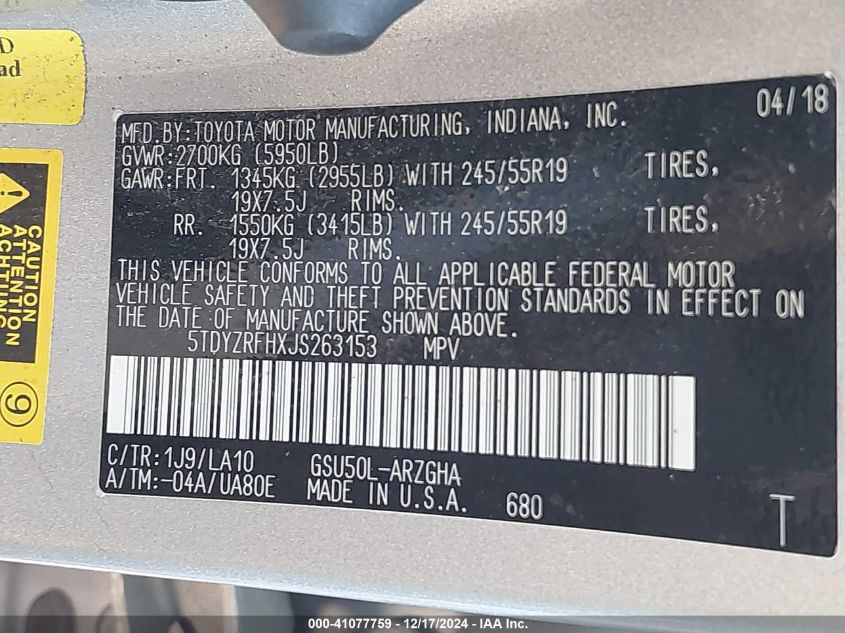 D
ad
CAUTION
ATTENTION
ACHTUNG
9
04/18
MFD. BY: TOYOTA MOTOR MANUFACTURING, INDIANA, INC.
GVWR: 2700KG (5950LB)
GAWR: FRT. 1345KG (2955LB) WITH 245/55R19 TIRES,
19X7.5J RIMS.
RR. 1550KG (3415LB) WITH 245/55R19 TIRES,
19X7.5J RIMS.
THIS VEHICLE CONFORMS TO ALL APPLICABLE FEDERAL MOTOR
VEHICLE SAFETY AND THEFT PREVENTION STANDARDS IN EFFECT ON
THE DATE OF MANUFACTURE SHOWN ABOVE.
5TDYZRFHXJS263153 MPV
C/TR: 1J9/LA10 GSU50L-ARZGHA
A/TM:-04A/UA80E MADE IN U.S.A. 680
T
000-41077759 - 12/17/2024 - IAA Inc.